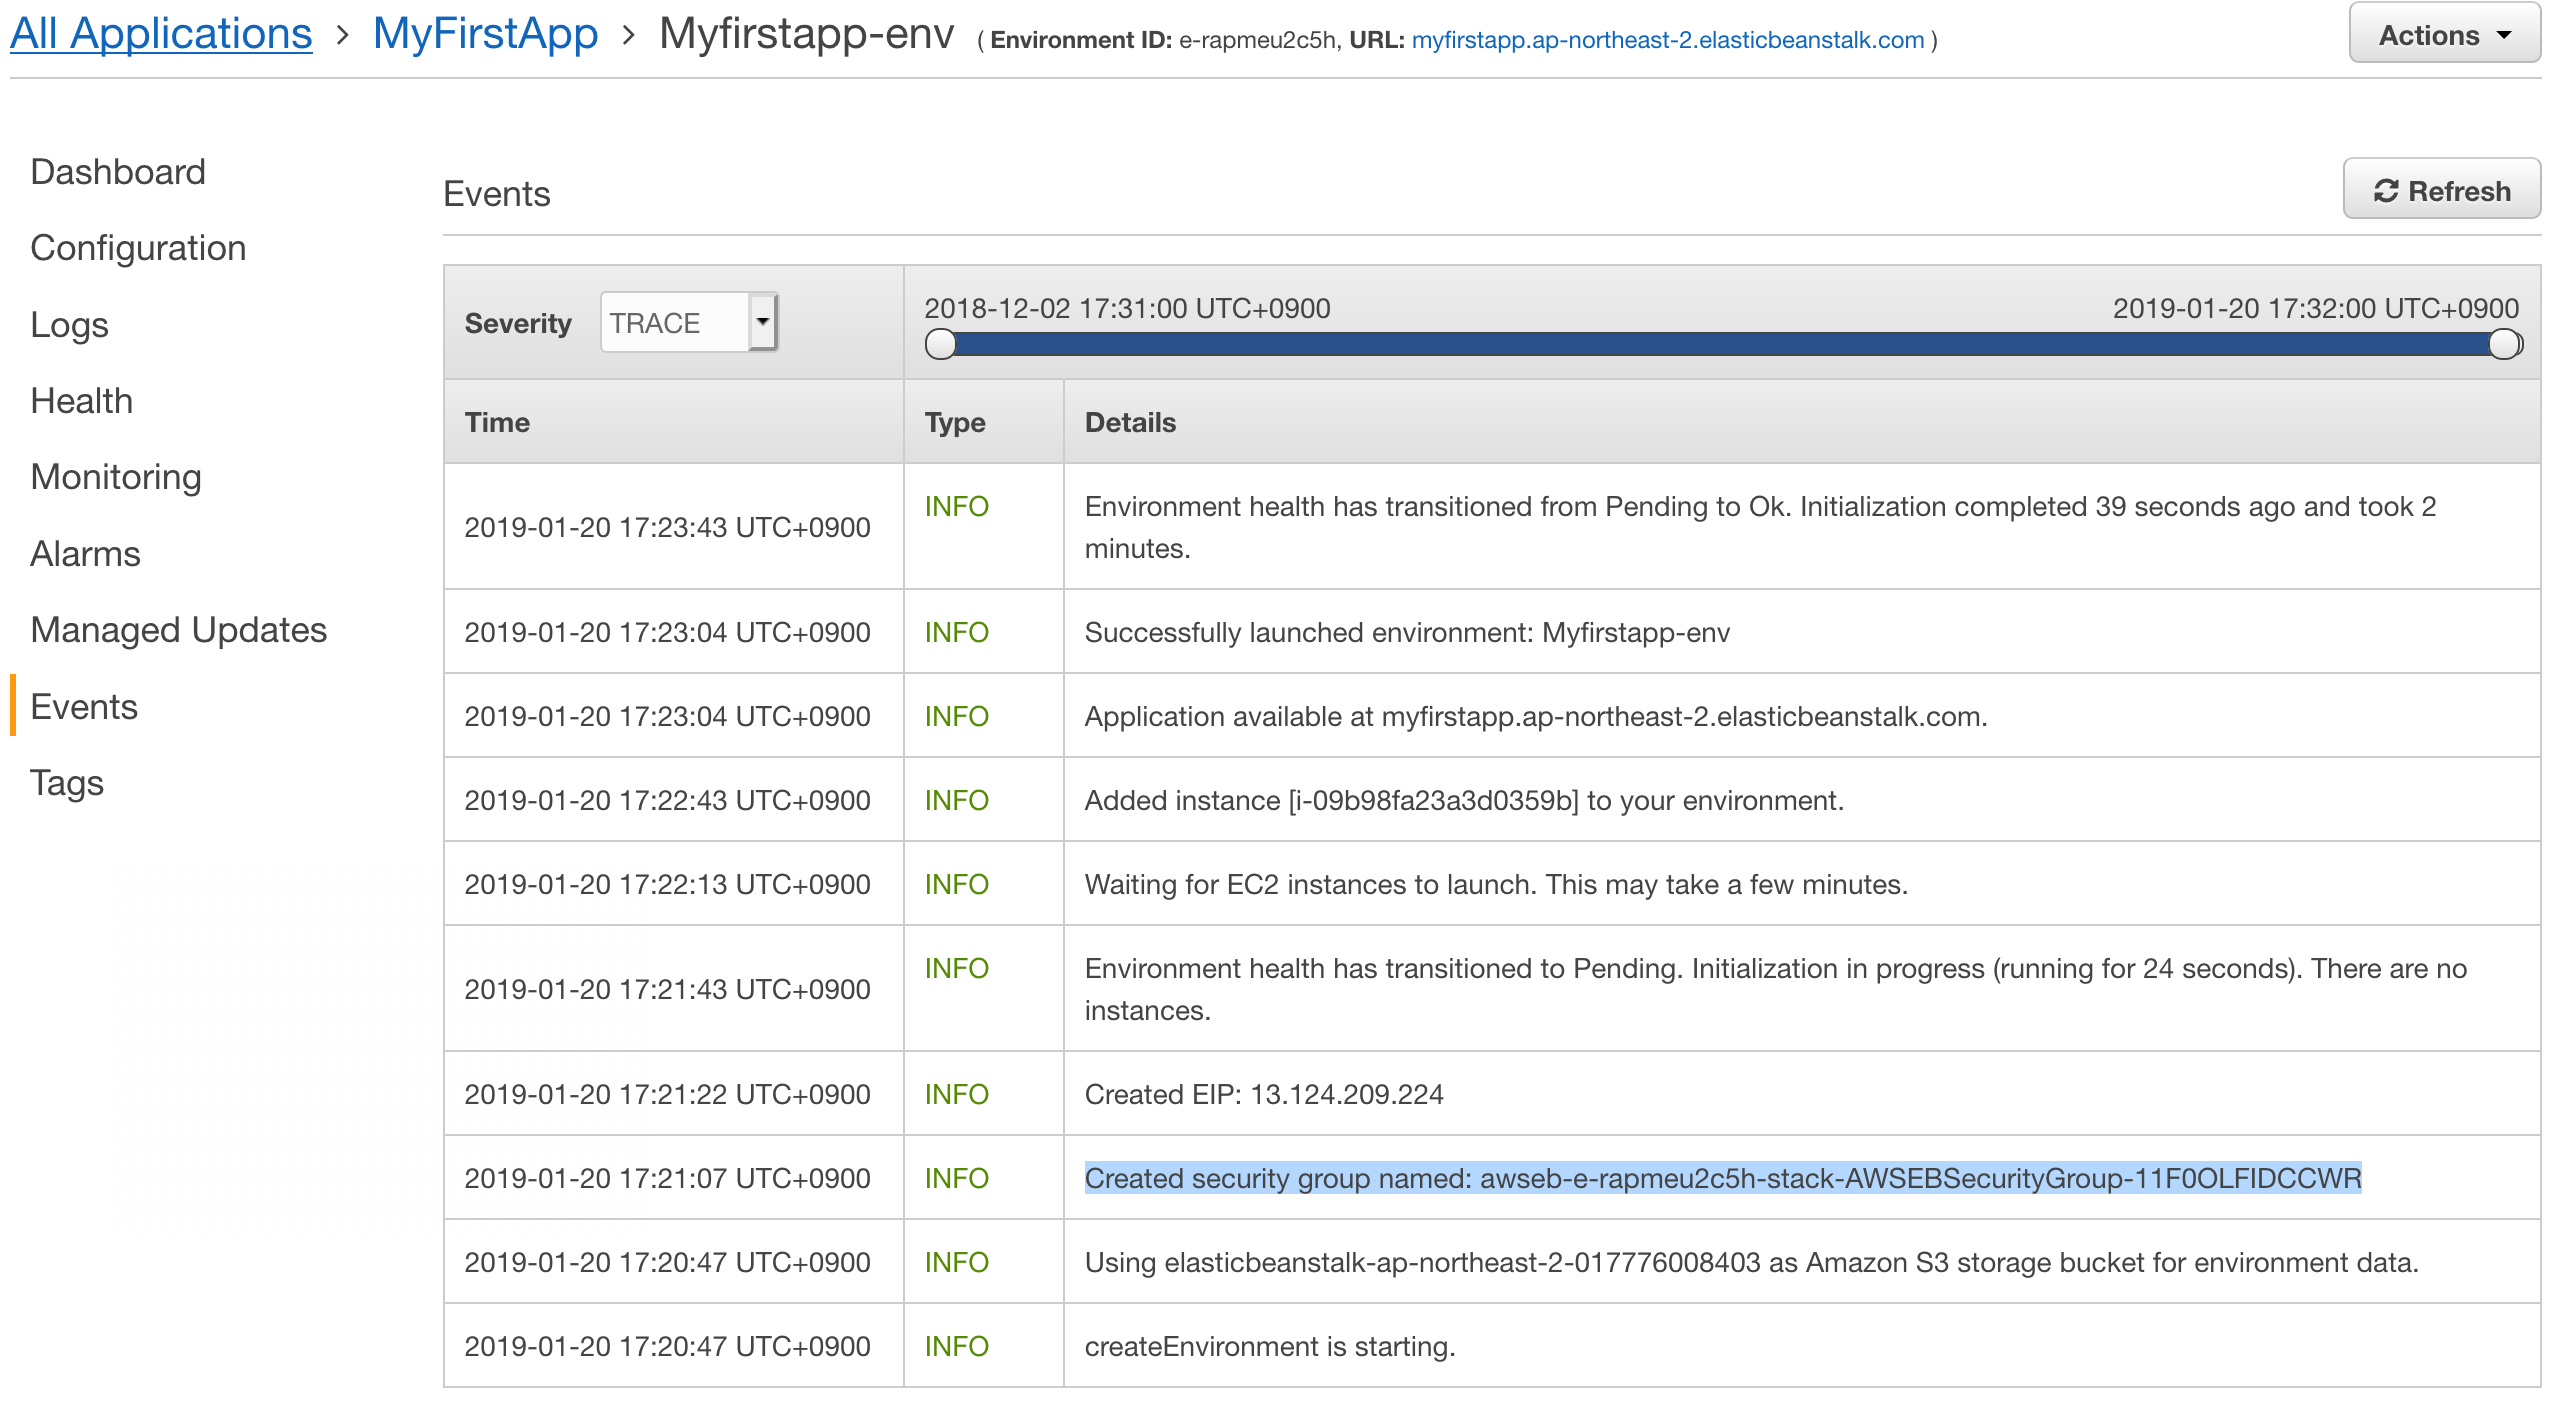 All Applications > MyFirstApp > Myfirstapp-env ( Environment ID: e-rapmeu2c5h, URL: myfirstapp.ap-northeast-2.elasticbeanstalk.com )
Actions
Dashboard
Configuration
Logs
Health
Monitoring
Alarms
Managed Updates
Events
Tags
Events
Refresh
Severity TRACE
2018-12-02 17:31:00 UTC+0900 2019-01-20 17:32:00 UTC+0900
Time Type Details
2019-01-20 17:23:43 UTC+0900 INFO Environment health has transitioned from Pending to Ok. Initialization completed 39 seconds ago and took 2
minutes.
2019-01-20 17:23:04 UTC+0900 INFO Successfully launched environment: Myfirstapp-env
2019-01-20 17:23:04 UTC+0900 INFO Application available at myfirstapp.ap-northeast-2.elasticbeanstalk.com.
2019-01-20 17:22:43 UTC+0900 INFO Added instance [i-09b98fa23a3d0359b] to your environment.
2019-01-20 17:22:13 UTC+0900 INFO Waiting for EC2 instances to launch. This may take a few minutes.
2019-01-20 17:21:43 UTC+0900 INFO Environment health has transitioned to Pending. Initialization in progress (running for 24 seconds). There are no
instances.
2019-01-20 17:21:22 UTC+0900 INFO Created EIP: 13.124.209.224
2019-01-20 17:21:07 UTC+0900 INFO Created security group named: awseb-e-rapmeu2c5h-stack-AWSEBSecurityGroup-11F0OLFIDCCWR
2019-01-20 17:20:47 UTC+0900 INFO Using elasticbeanstalk-ap-northeast-2-017776008403 as Amazon S3 storage bucket for environment data.
2019-01-20 17:20:47 UTC+0900 INFO createEnvironment is starting.